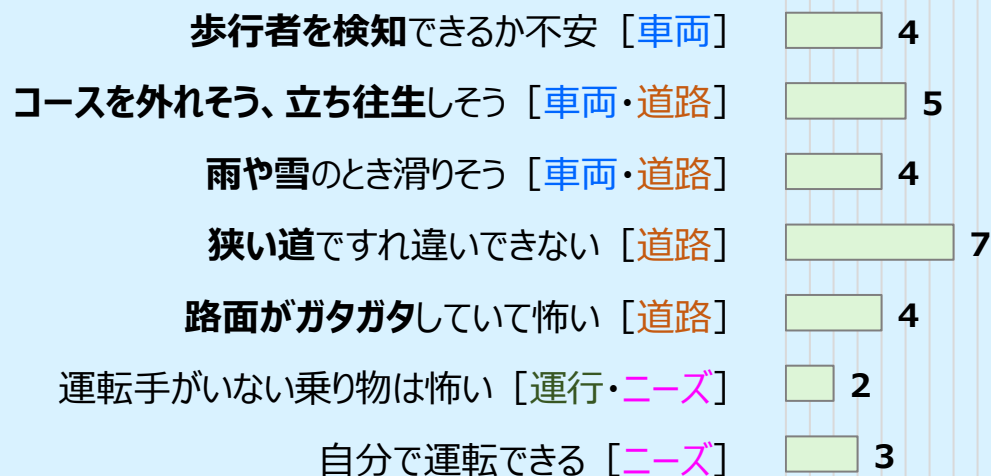 歩行者を検知できるか不安［車両］ 4
コースを外れそう、立ち往生しそう［車両・道路］ 5
雨や雪のとき滑りそう［車両・道路］ 4
狭い道ですれ違いできない［道路］ 7
路面がガタガタしていて怖い［道路］ 4
運転手がいない乗り物は怖い［運行・ニーズ］ 2
自分で運転できる［ニーズ］ 3